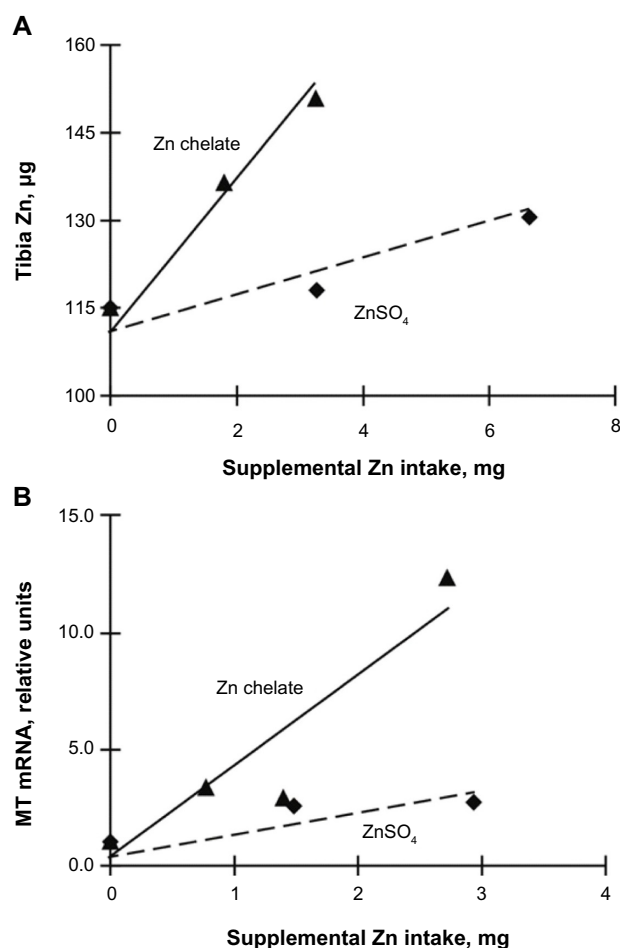 A
160
145
130
115
100
Tibia Zn, µg
Zn chelate
ZnSO₄
0
2
4
6
8
Supplemental Zn intake, mg
B
15.0
10.0
5.0
0.0
MT mRNA, relative units
Zn chelate
ZnSO₄
0
1
2
3
4
Supplemental Zn intake, mg